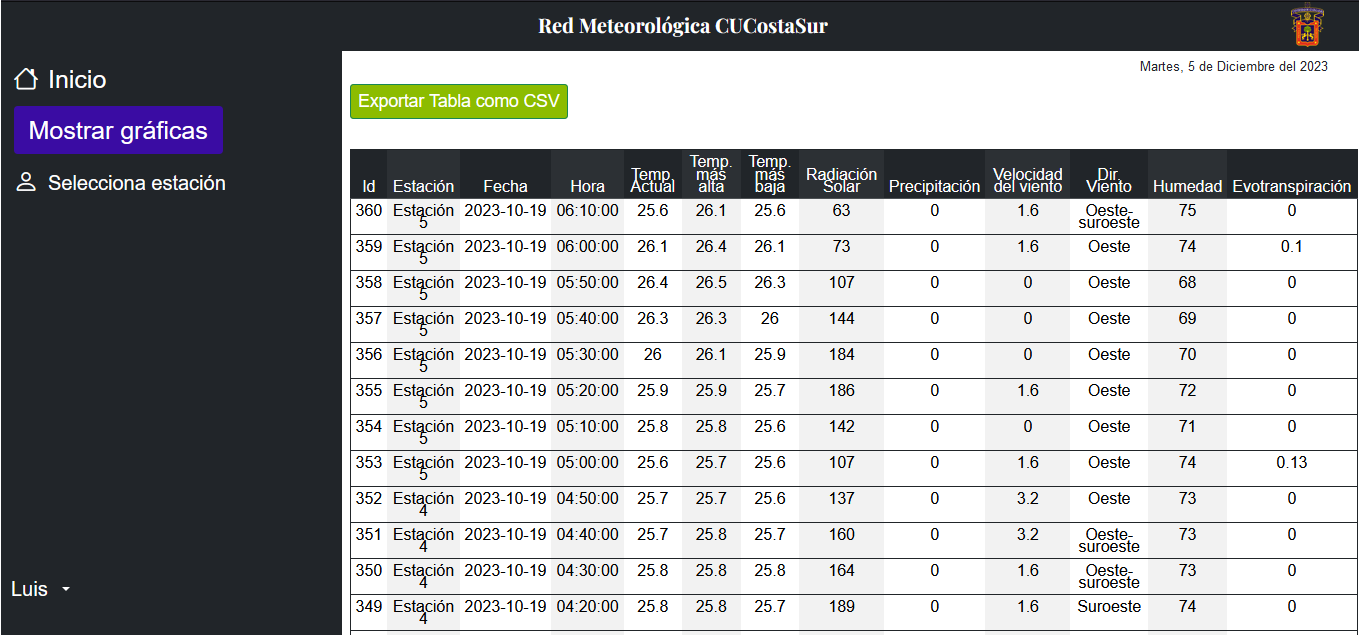 Red Meteorológica CUCostaSur
Martes, 5 de Diciembre del 2023
Inicio
Mostrar gráficas
Selecciona estación
Luis
Exportar Tabla como CSV
Id Estación Fecha Hora Temp. Actual Temp. más alta Temp. más baja Radiación Solar Precipitación Velocidad del viento Dir. Viento Humedad Evotranspiración
360 Estación 5 2023-10-19 06:10:00 25.6 26.1 25.6 63 0 1.6 Oeste-suroeste 75 0
359 Estación 5 2023-10-19 06:00:00 26.1 26.4 26.1 73 0 1.6 Oeste 74 0.1
358 Estación 5 2023-10-19 05:50:00 26.4 26.5 26.3 107 0 0 Oeste 68 0
357 Estación 5 2023-10-19 05:40:00 26.3 26.3 26 144 0 0 Oeste 69 0
356 Estación 5 2023-10-19 05:30:00 26 26.1 25.9 184 0 0 Oeste 70 0
355 Estación 5 2023-10-19 05:20:00 25.9 25.9 25.7 186 0 1.6 Oeste 72 0
354 Estación 5 2023-10-19 05:10:00 25.8 25.8 25.6 142 0 0 Oeste 71 0
353 Estación 5 2023-10-19 05:00:00 25.6 25.7 25.6 107 0 1.6 Oeste 74 0.13
352 Estación 4 2023-10-19 04:50:00 25.7 25.7 25.6 137 0 3.2 Oeste 73 0
351 Estación 4 2023-10-19 04:40:00 25.7 25.8 25.7 160 0 3.2 Oeste-suroeste 73 0
350 Estación 4 2023-10-19 04:30:00 25.8 25.8 25.8 164 0 1.6 Oeste-suroeste 73 0
349 Estación 4 2023-10-19 04:20:00 25.8 25.8 25.7 189 0 1.6 Suroeste 74 0